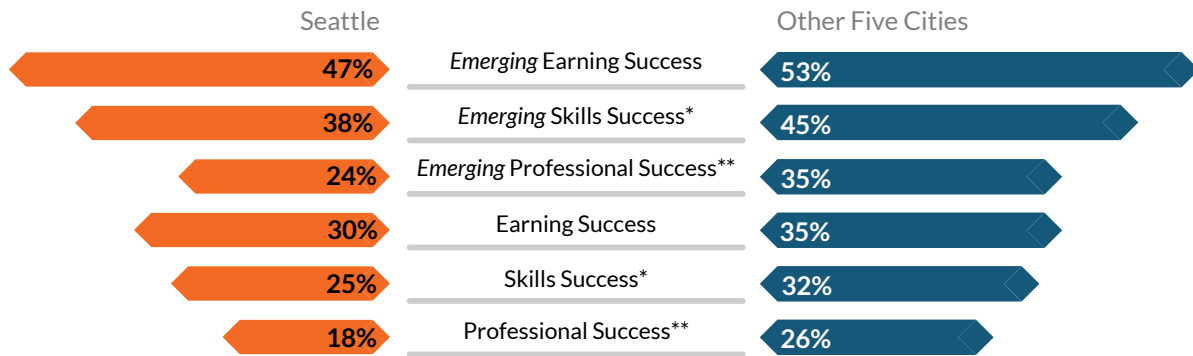 Seattle Other Five Cities
47% Emerging Earning Success 53%
38% Emerging Skills Success* 45%
24% Emerging Professional Success** 35%
30% Earning Success 35%
25% Skills Success* 32%
18% Professional Success** 26%